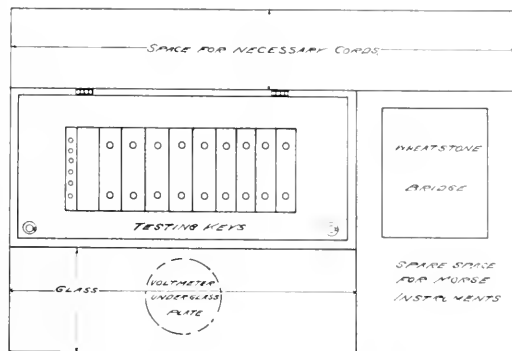 SPACE FOR NECESSARY CORDS.
WHEATSTONE
BRIDGE
TESTING KEYS
SPARE SPACE
FOR MORSE
INSTRUMENTS
GLASS
VOLTMETER
UNDER GLASS
PLATE